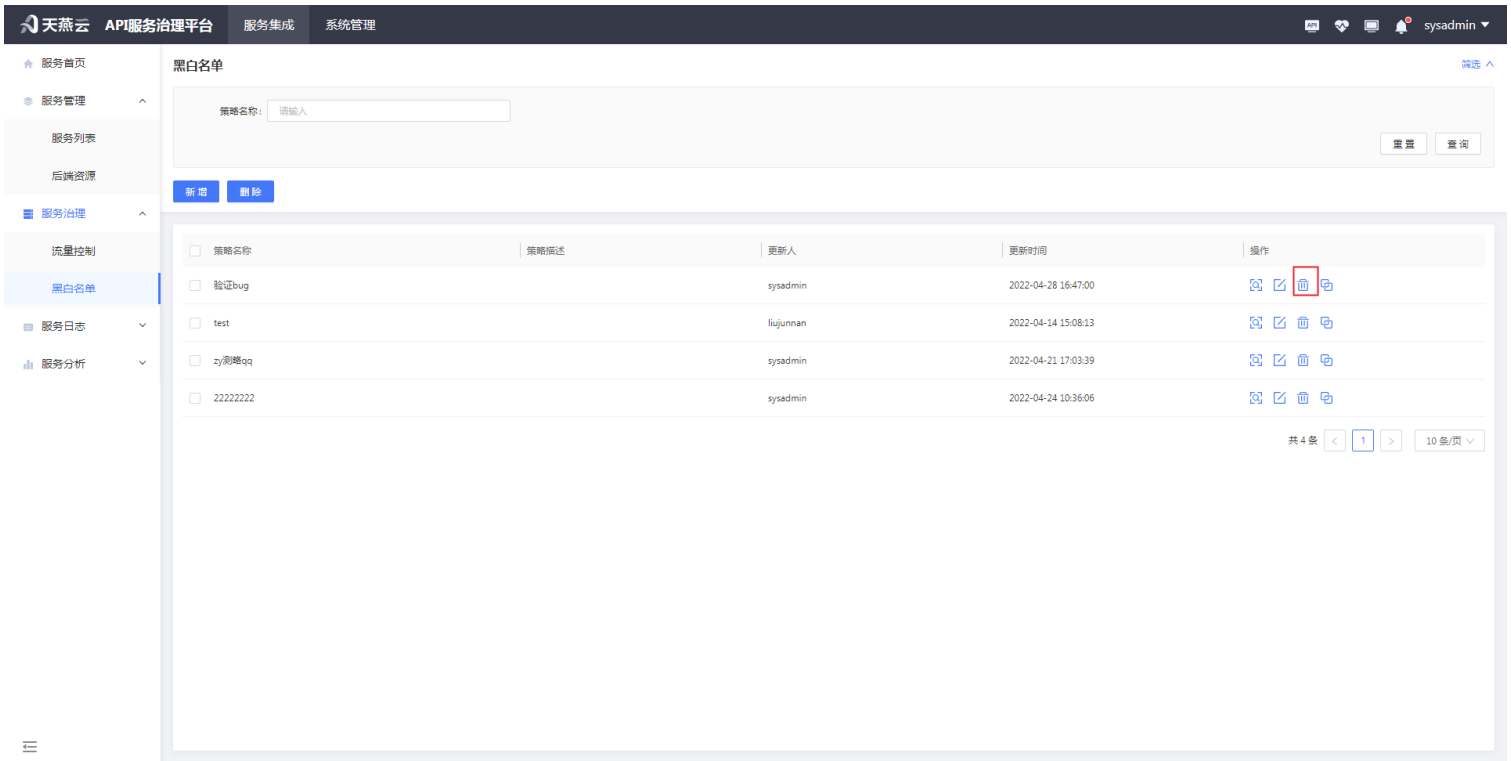 天燕云 API服务治理平台 服务集成 系统管理 API sysadmin
服务首页
服务管理
服务列表
后端资源
服务治理
流量控制
黑白名单
服务日志
服务分析
黑白名单 筛选
策略名称: 请输入
重置 查询
新增 删除
策略名称 策略描述 更新人 更新时间 操作
验证bug sysadmin 2022-04-28 16:47:00
test liujunnan 2022-04-14 15:08:13
zy测略qq sysadmin 2022-04-21 17:03:39
22222222 sysadmin 2022-04-24 10:36:06
共 4 条 1 10 条/页